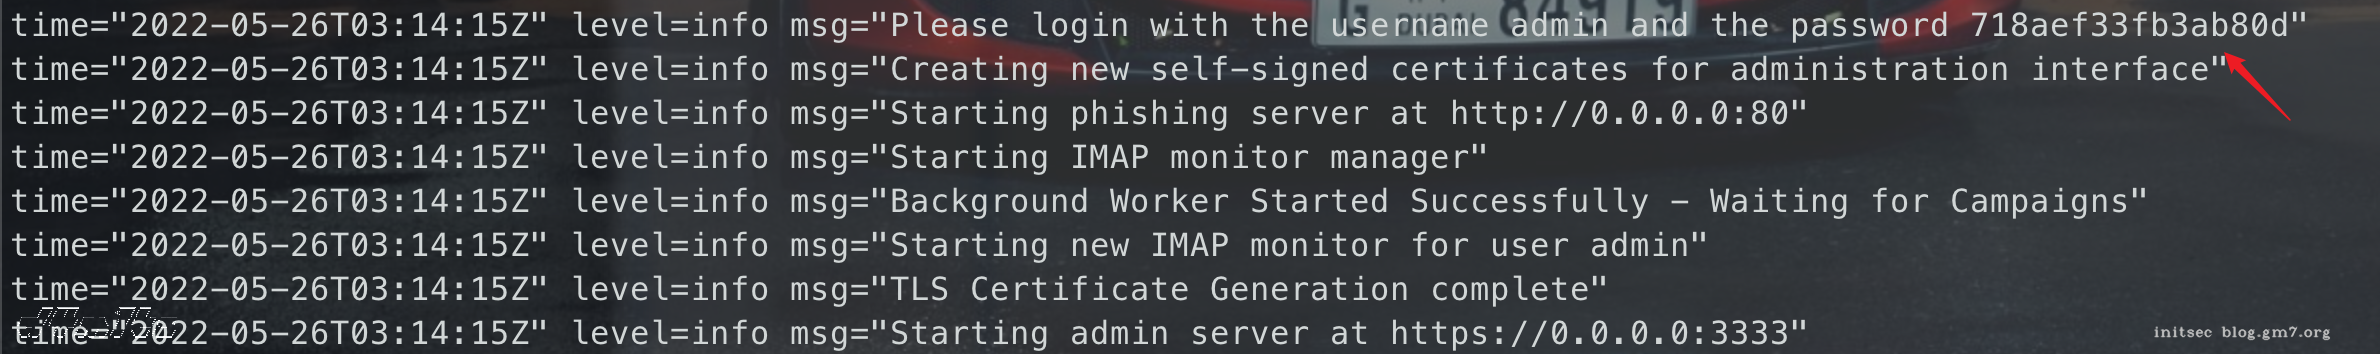 time="2022-05-26T03:14:15Z" level=info msg="Please login with the username admin and the password 718aef33fb3ab80d"
time="2022-05-26T03:14:15Z" level=info msg="Creating new self-signed certificates for administration interface"
time="2022-05-26T03:14:15Z" level=info msg="Starting phishing server at http://0.0.0.0:80"
time="2022-05-26T03:14:15Z" level=info msg="Starting IMAP monitor manager"
time="2022-05-26T03:14:15Z" level=info msg="Background Worker Started Successfully - Waiting for Campaigns"
time="2022-05-26T03:14:15Z" level=info msg="Starting new IMAP monitor for user admin"
time="2022-05-26T03:14:15Z" level=info msg="TLS Certificate Generation complete"
time="2022-05-26T03:14:15Z" level=info msg="Starting admin server at https://0.0.0.0:3333"
initsec blog.gm7.org